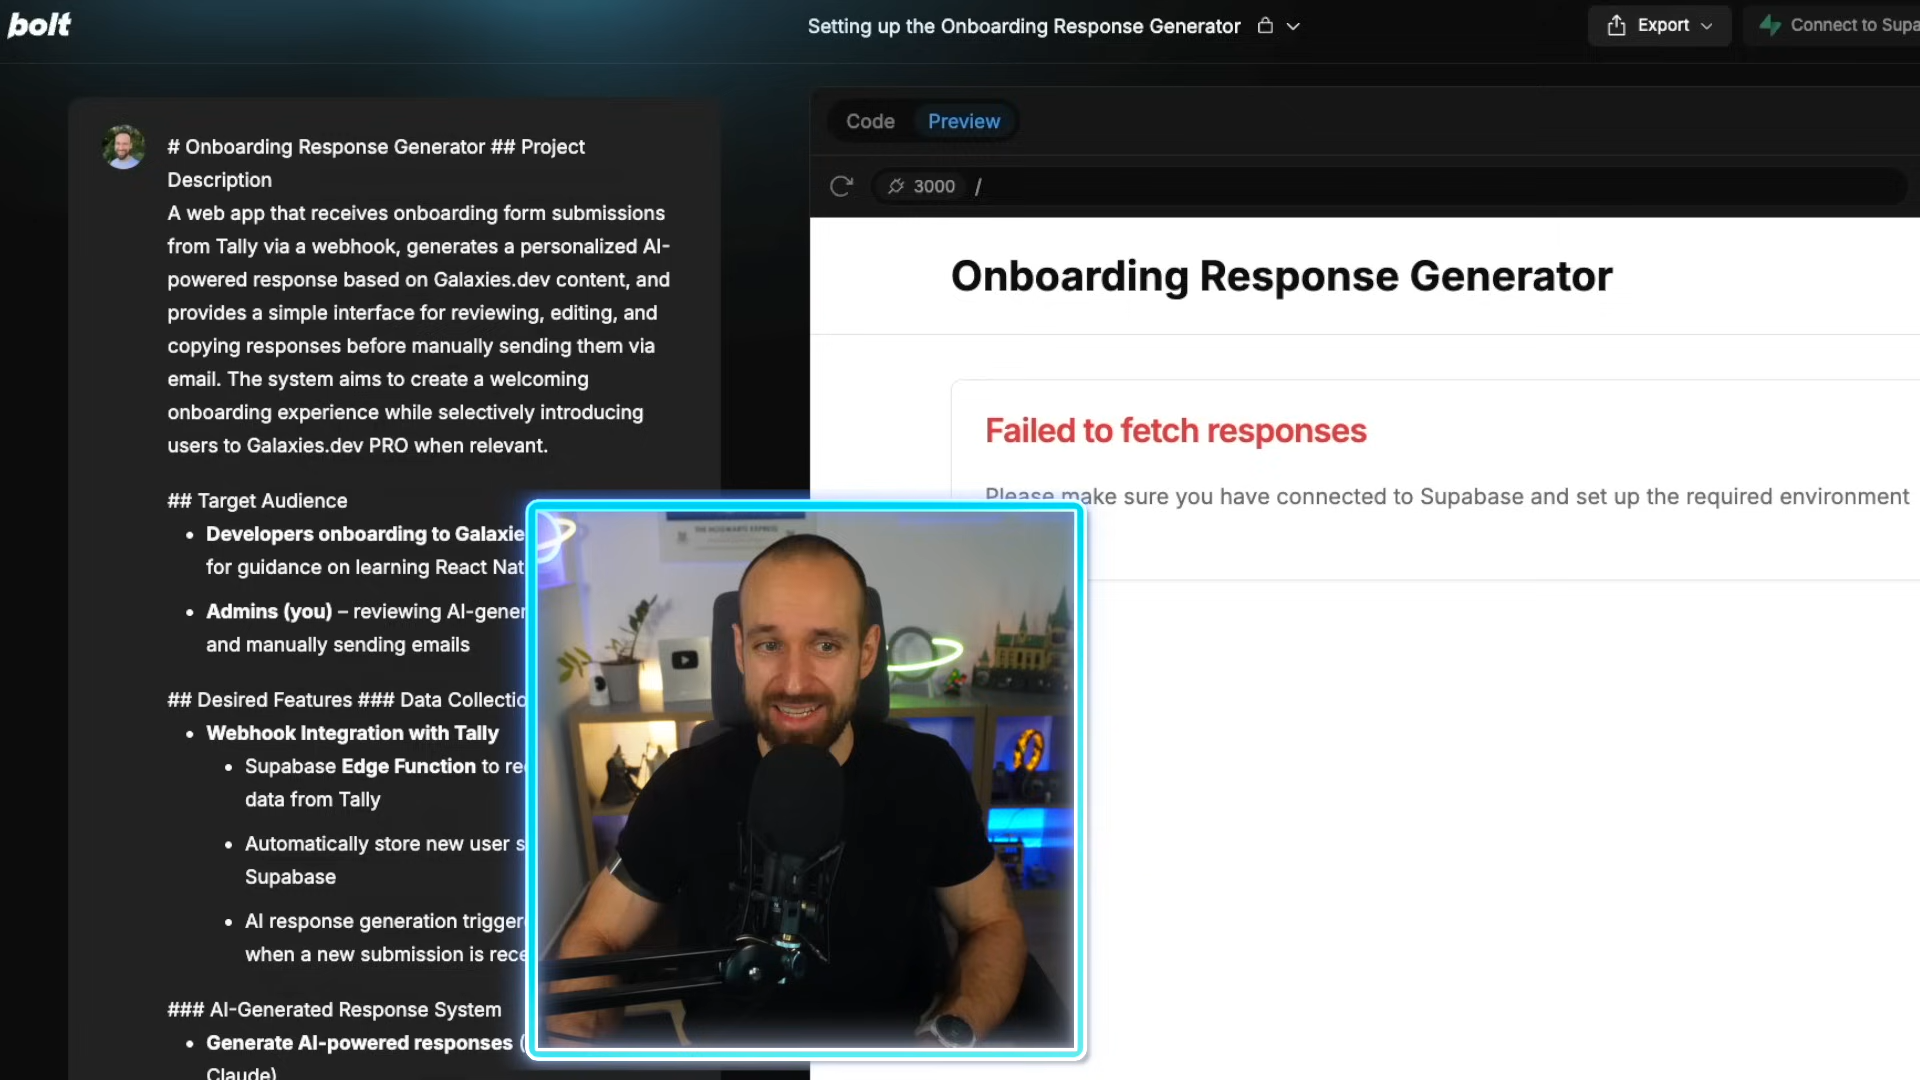 bolt
Setting up the Onboarding Response Generator
Export
Connect to Supa
# Onboarding Response Generator ## Project
Description
A web app that receives onboarding form submissions
from Tally via a webhook, generates a personalized AI-
powered response based on Galaxies.dev content, and
provides a simple interface for reviewing, editing, and
copying responses before manually sending them via
email. The system aims to create a welcoming
onboarding experience while selectively introducing
users to Galaxies.dev PRO when relevant.
## Target Audience
• Developers onboarding to Galaxie
for guidance on learning React Nat
• Admins (you) – reviewing AI-gener
and manually sending emails
## Desired Features ### Data Collectio
• Webhook Integration with Tally
• Supabase Edge Function to re
data from Tally
• Automatically store new user s
Supabase
• AI response generation trigger
when a new submission is rece
### AI-Generated Response System
• Generate AI-powered responses (
Claude)
Code
Preview
3000 /
Onboarding Response Generator
Failed to fetch responses
Please make sure you have connected to Supabase and set up the required environment
THE HOGWARTS EXPRESS